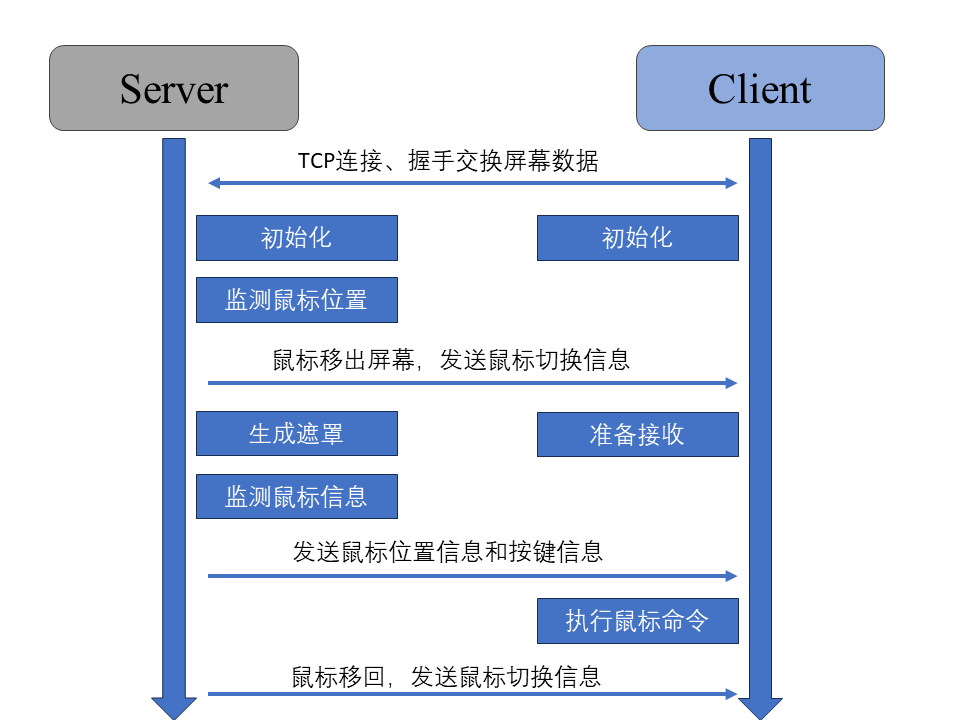 Server
Client
TCP连接、握手交换屏幕数据
初始化
初始化
监测鼠标位置
鼠标移出屏幕，发送鼠标切换信息
生成遮罩
准备接收
监测鼠标信息
发送鼠标位置信息和按键信息
执行鼠标命令
鼠标移回，发送鼠标切换信息